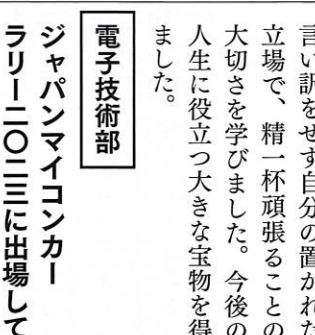 言い訳をせず自分の置かれた
立場で、精一杯頑張ることの
大切さを学びました。今後の
人生に役立つ大きな宝物を得
ました。
電子技術部
ジャパンマイコンカー
ラリー二〇二三に出場して